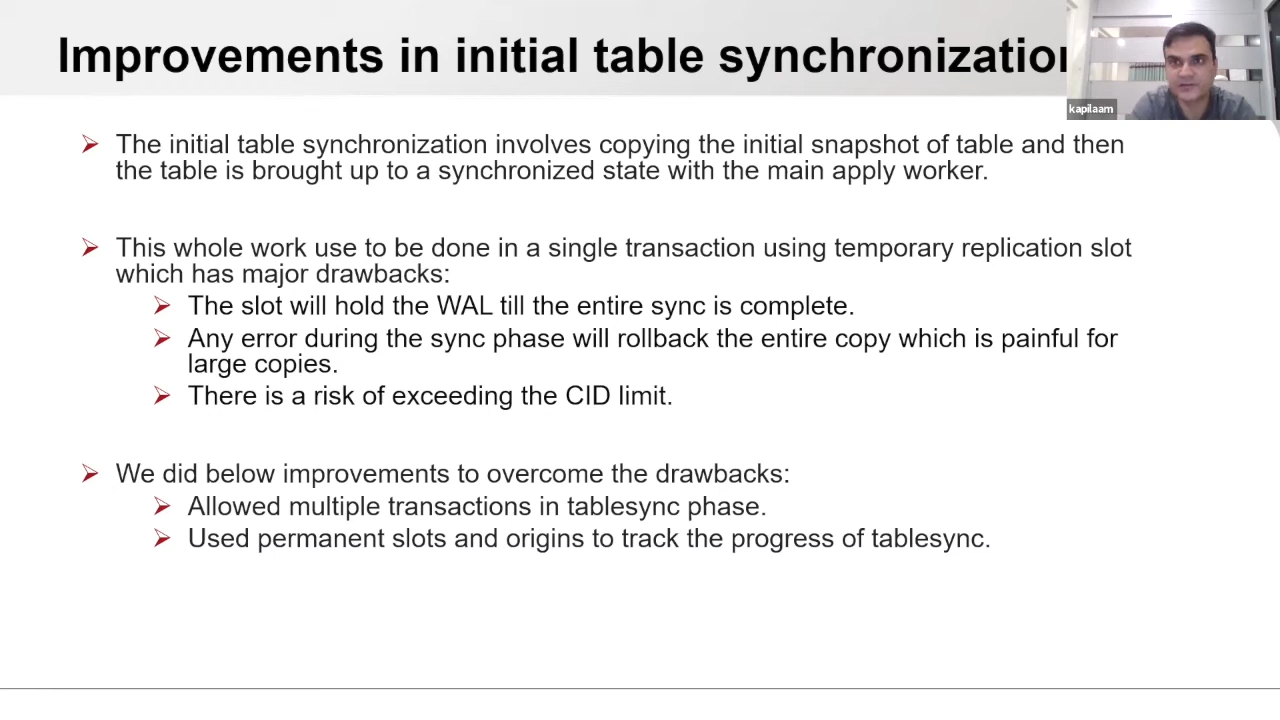 Improvements in initial table synchronization
kapilaam
The initial table synchronization involves copying the initial snapshot of table and then
the table is brought up to a synchronized state with the main apply worker.
This whole work use to be done in a single transaction using temporary replication slot
which has major drawbacks:
The slot will hold the WAL till the entire sync is complete.
Any error during the sync phase will rollback the entire copy which is painful for
large copies.
There is a risk of exceeding the CID limit.
We did below improvements to overcome the drawbacks:
Allowed multiple transactions in tablesync phase.
Used permanent slots and origins to track the progress of tablesync.